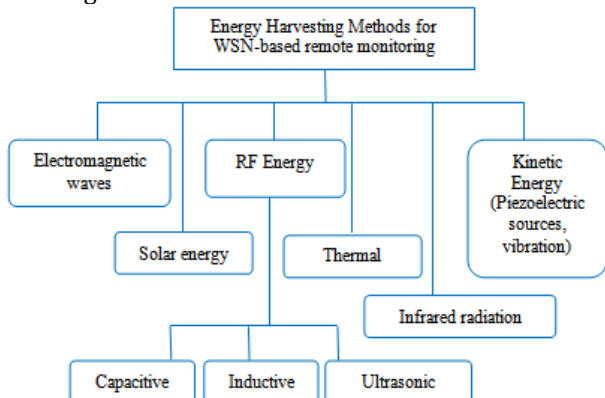 Energy Harvesting Methods for
WSN-based remote monitoring
Electromagnetic
waves
RF Energy
Kinetic
Energy
(Piezoelectric
sources,
vibration)
Solar energy
Thermal
Infrared radiation
Capacitive
Inductive
Ultrasonic